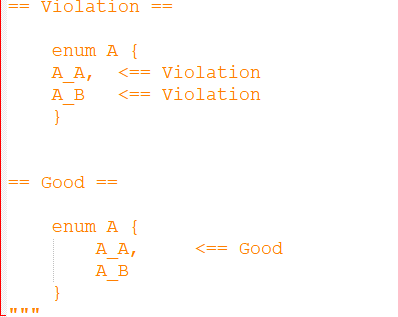 == Violation ==
enum A {
A_A,  <== Violation
A_B   <== Violation
}
== Good ==
enum A {
A_A,     <== Good
A_B
}
"""